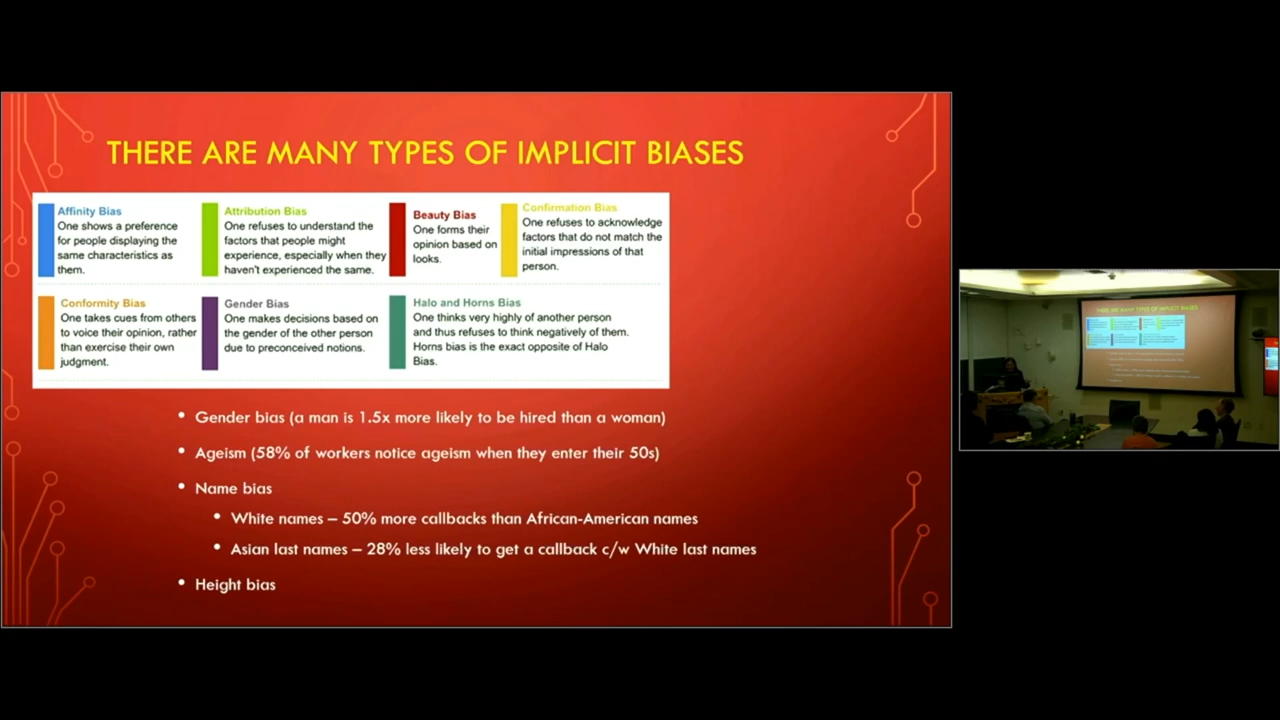 THERE ARE MANY TYPES OF IMPLICIT BIASES
Affinity Bias
One shows a preference
for people displaying the
same characteristics as
them.
Attribution Bias
One refuses to understand the
factors that people might
experience, especially when they
haven't experienced the same.
Beauty Bias
One forms their
opinion based on
looks.
Confirmation Bias
One refuses to acknowledge
factors that do not match the
initial impressions of that
person.
Conformity Bias
One takes cues from others
to voice their opinion, rather
than exercise their own
judgment.
Gender Bias
One makes decisions based on
the gender of the other person
due to preconceived notions.
Halo and Horns Bias
One thinks very highly of another person
and thus refuses to think negatively of them.
Horns bias is the exact opposite of Halo
Bias.
• Gender bias (a man is 1.5x more likely to be hired than a woman)
• Ageism (58% of workers notice ageism when they enter their 50s)
• Name bias
• White names – 50% more callbacks than African-American names
• Asian last names – 28% less likely to get a callback c/w White last names
• Height bias
THERE ARE MANY TYPES OF IMPLICIT BIASES